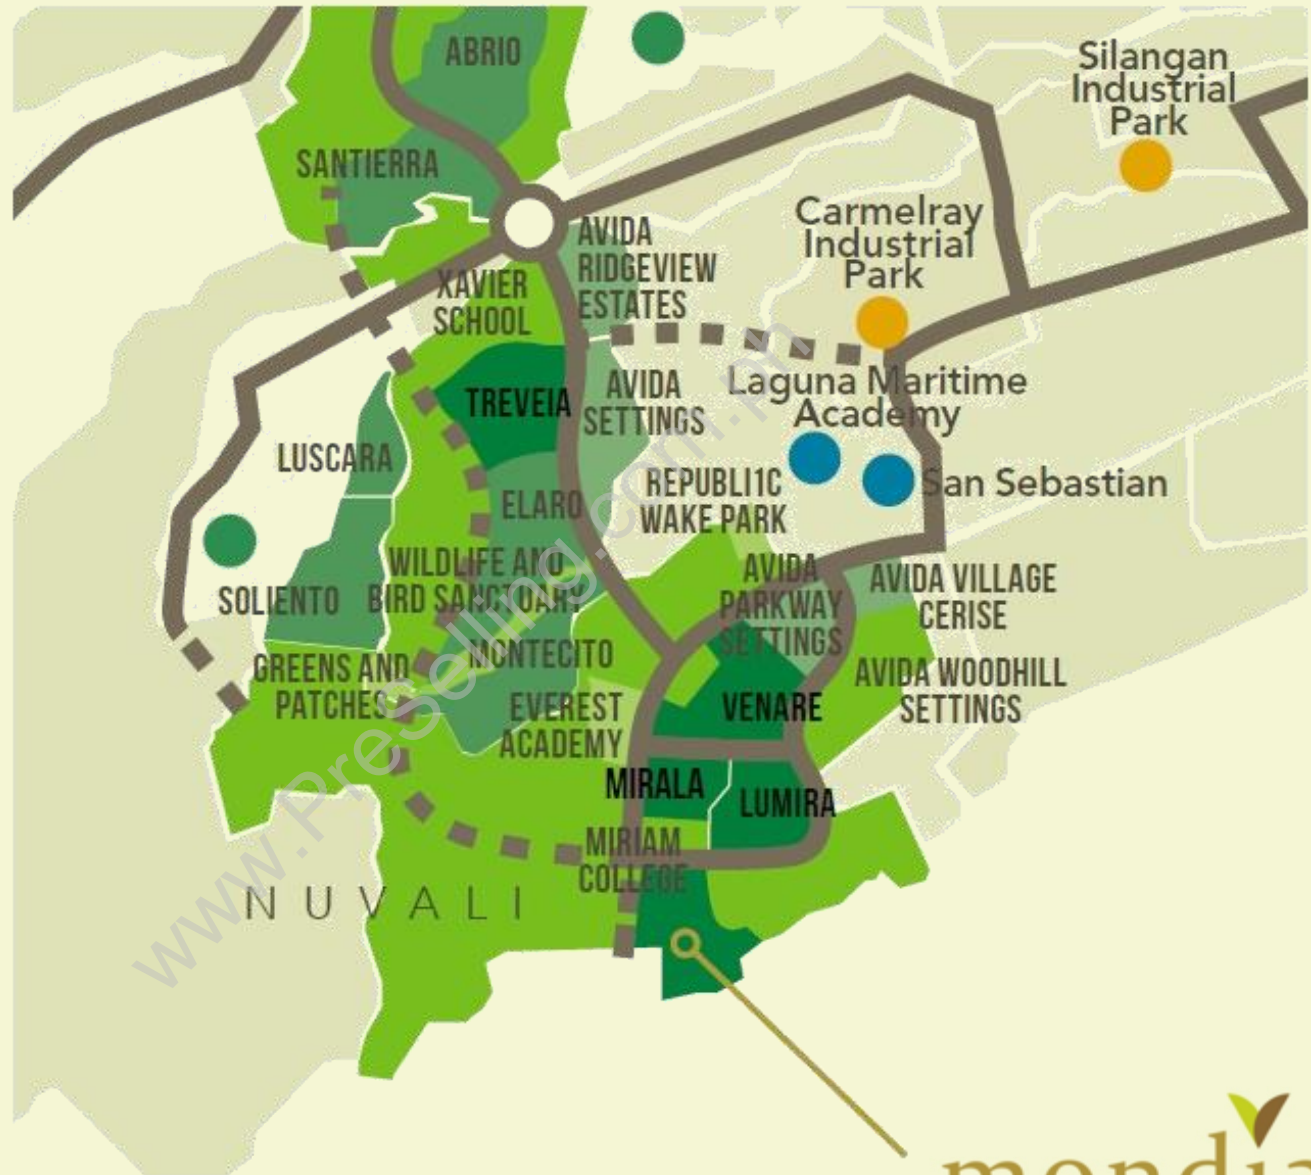 ABRIO
Silangan
Industrial
Park
SANTIERRA
Carmelray
Industrial
Park
AVIDA
RIDGEVIEW
ESTATES
XAVIER
SCHOOL
TREVEIA
AVIDA
SETTINGS
Laguna Maritime
Academy
LUSCARA
REPUBLI1C
WAKE PARK
San Sebastian
ELARO
WILDLIFE AND
BIRD SANCTUARY
AVIDA
PARKWAY
SETTINGS
AVIDA VILLAGE
CERISE
SOLIENTO
MONTECITO
GREENS AND
PATCHES
AVIDA WOODHILL
SETTINGS
EVEREST
ACADEMY
VENARE
MIRALA
LUMIRA
MIRIAM
COLLEGE
NUVALI
www.PreSelling.com.ph